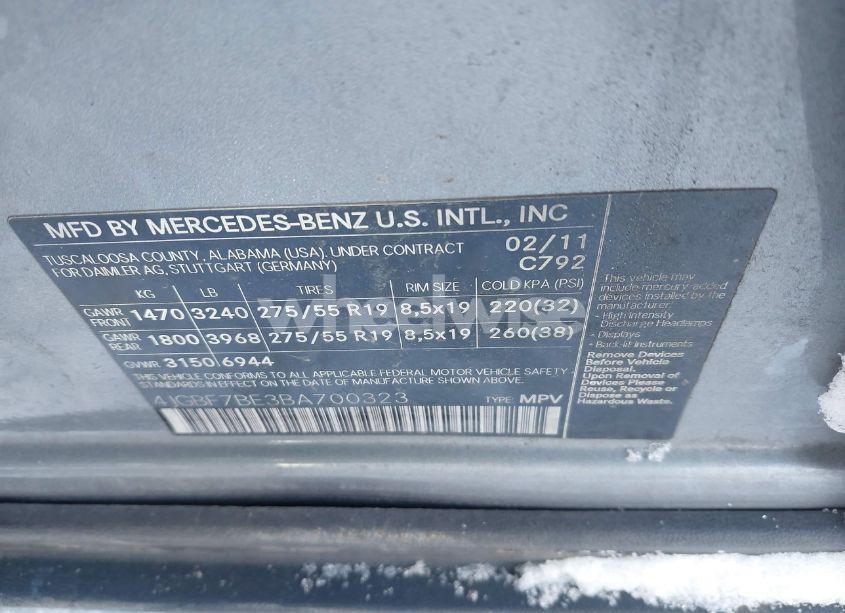 MFD BY MERCEDES-BENZ U.S. INTL., INC
TUSCALOOSA COUNTY, ALABAMA (USA). UNDER CONTRACT
FOR DAIMLER AG, STUTTGART (GERMANY)
02/11
C792
KG LB TIRES RIM SIZE COLD KPA (PSI)
GAWR FRONT 1470 3240 275/55 R19 8,5x19 220(32)
GAWR REAR 1800 3968 275/55 R19 8,5x19 260(38)
GVWR 3150 6944
THIS VEHICLE CONFORMS TO ALL APPLICABLE FEDERAL MOTOR VEHICLE SAFETY
STANDARDS IN EFFECT ON THE DATE OF MANUFACTURE SHOWN ABOVE.
4JGBF7BE3BA700323
TYPE: MPV
This vehicle may
include mercury-added
devices installed by the
manufacturer:
- High Intensity
Discharge Headlamps
- Displays
- Back-lit instruments
Remove Devices
Before Vehicle
Disposal.
Upon Removal of
Devices Please
Reuse, Recycle or
Dispose as
Hazardous Waste.
wheelwise